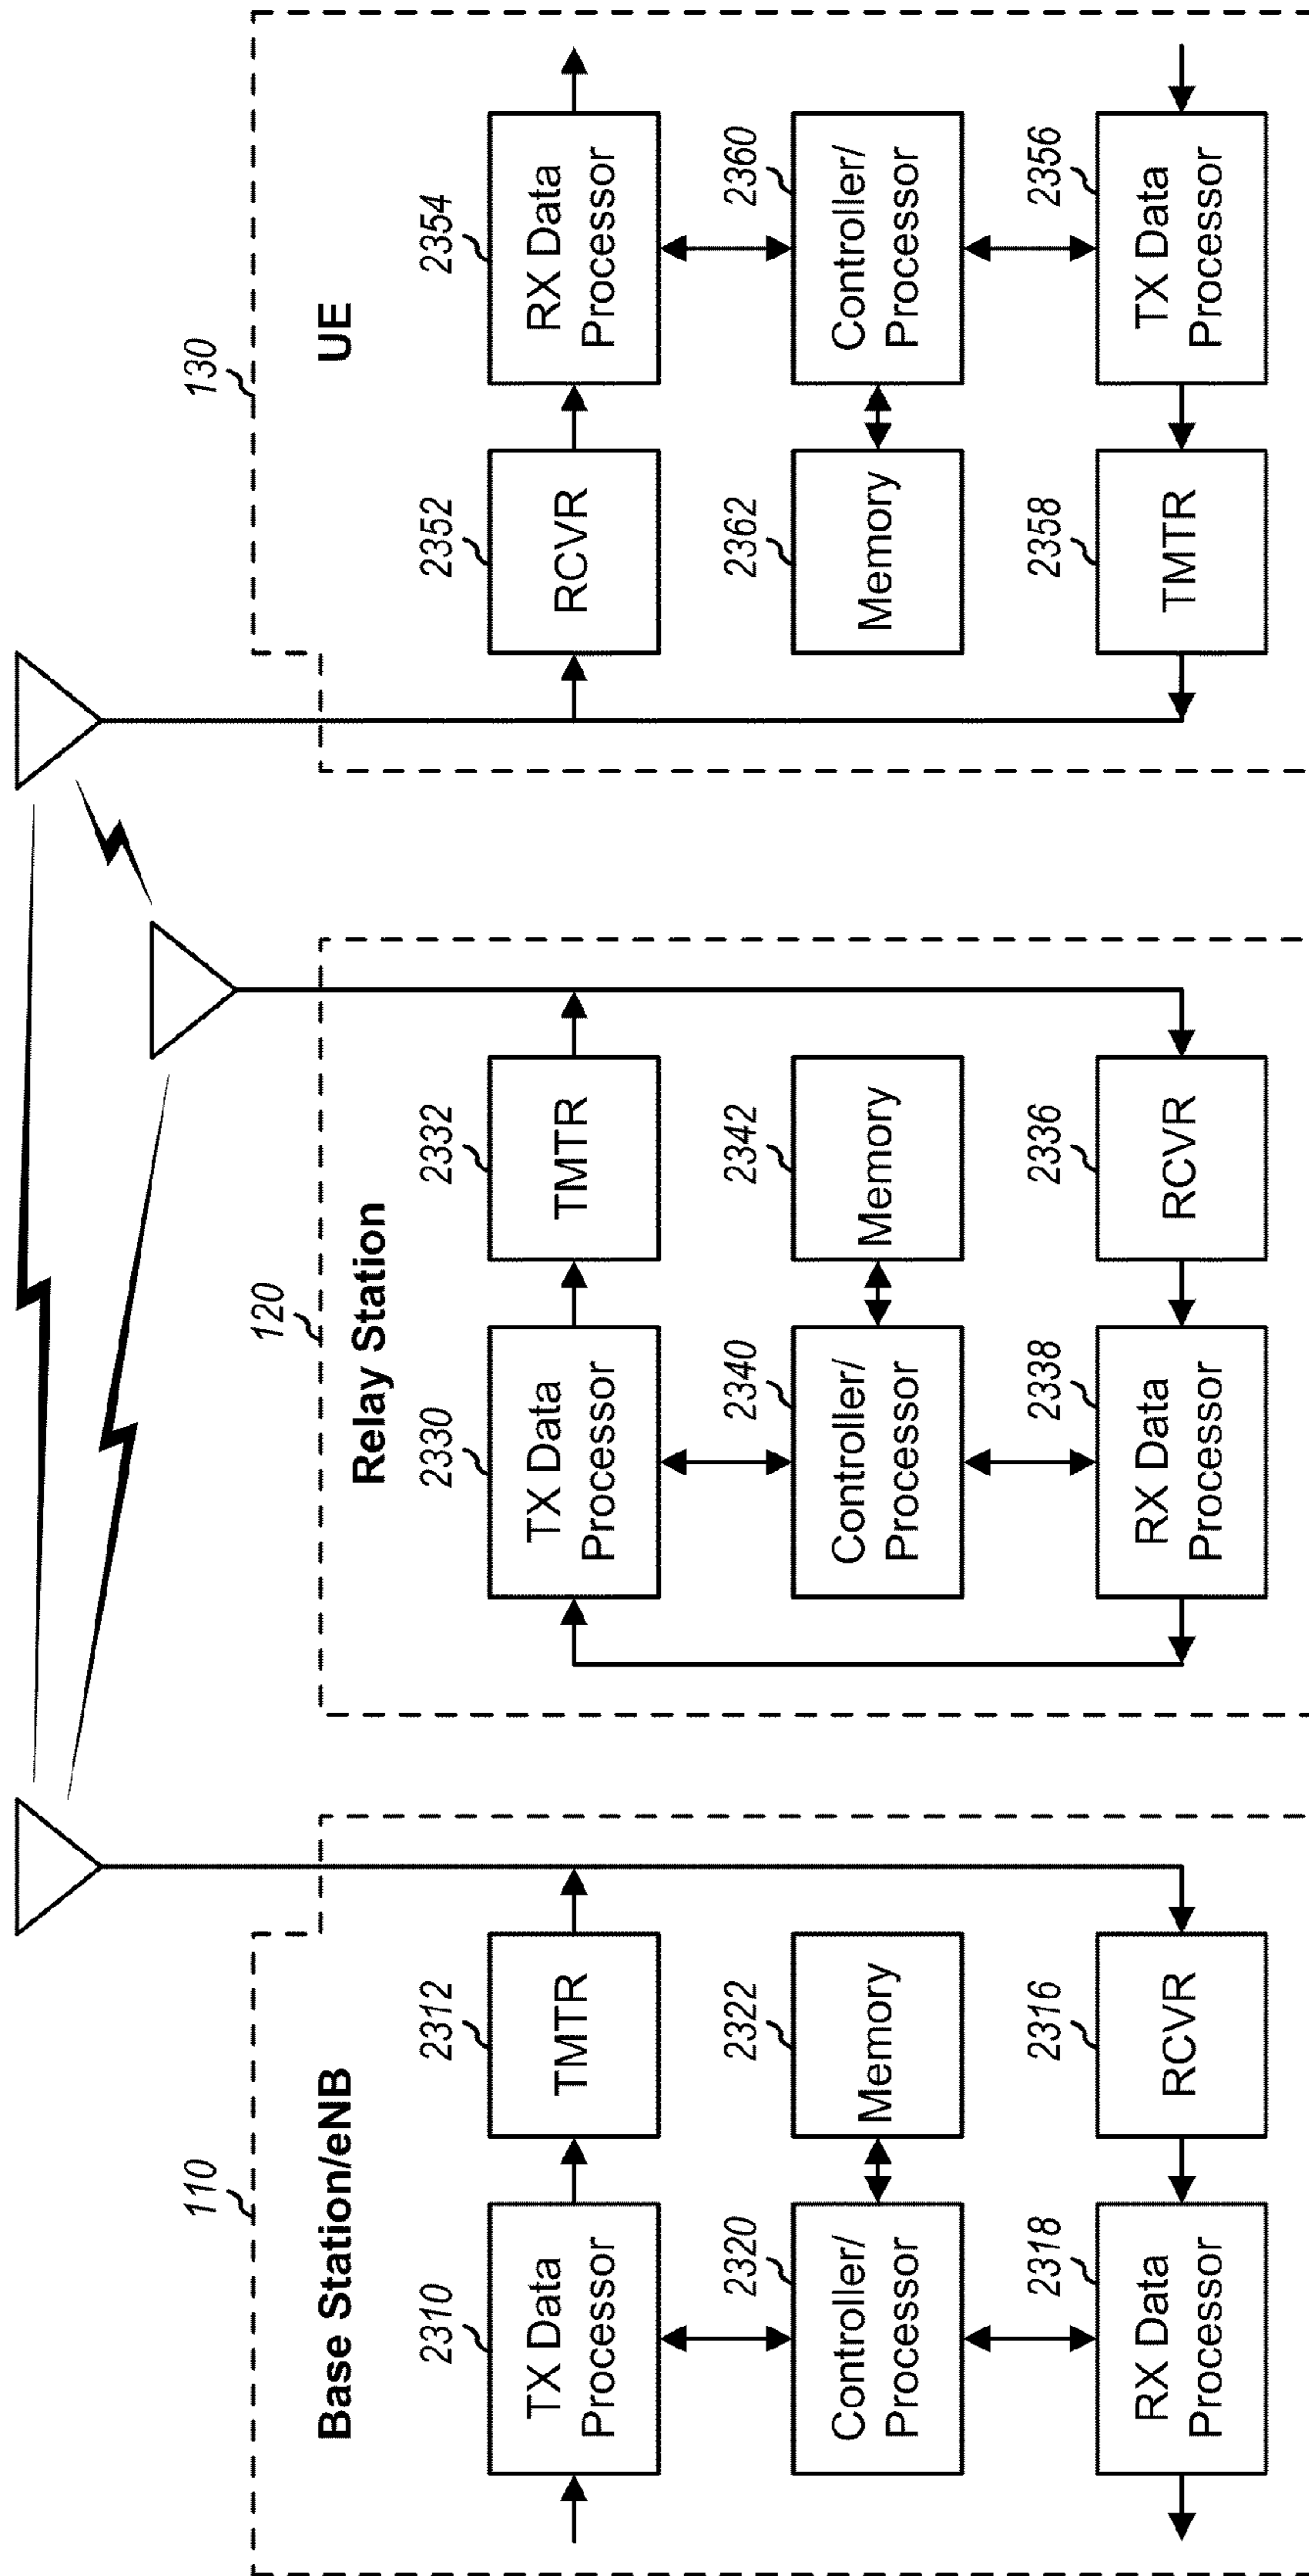 110
Base Station/eNB
2310
TX Data
Processor
2312
TMTR
2320
Controller/
Processor
2322
Memory
2318
RX Data
Processor
2316
RCVR
120
Relay Station
2330
TX Data
Processor
2332
TMTR
2340
Controller/
Processor
2342
Memory
2338
RX Data
Processor
2336
RCVR
130
UE
2352
RCVR
2354
RX Data
Processor
2362
Memory
2360
Controller/
Processor
2358
TMTR
2356
TX Data
Processor